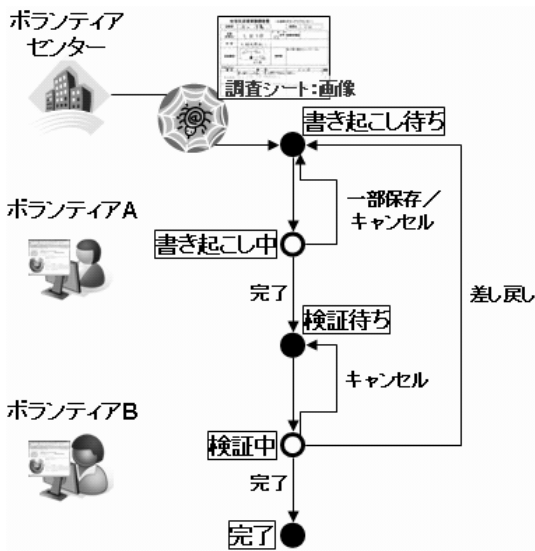 ボランティア
センター
調査シート:画像
書き起こし待ち
一部保存/
キャンセル
ボランティアA
書き起こし中
完了
差し戻し
検証待ち
キャンセル
ボランティアB
検証中
完了
完了